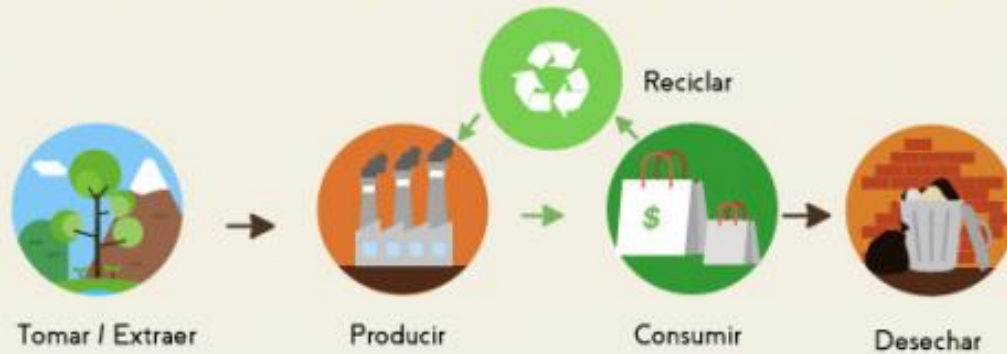 Reciclar
$
Tomar / Extraer
Producir
Consumir
Desechar